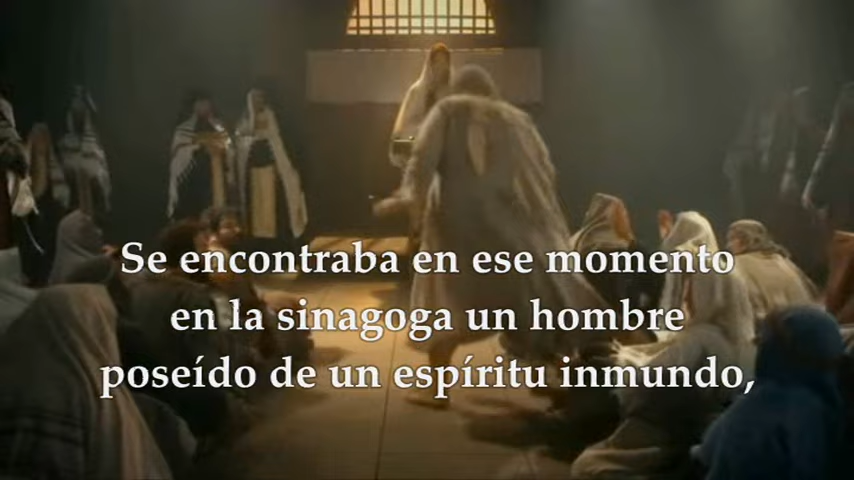 Se encontraba en ese momento
en la sinagoga un hombre
poseído de un espíritu inmundo,